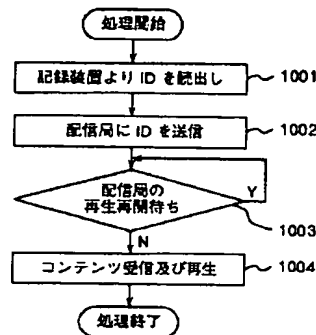 処理開始
記録装置より ID を読出し
1001
配信局に ID を送信
1002
配信局の
再生再開待ち
Y
1003
N
コンテンツ受信及び再生
1004
処理終了